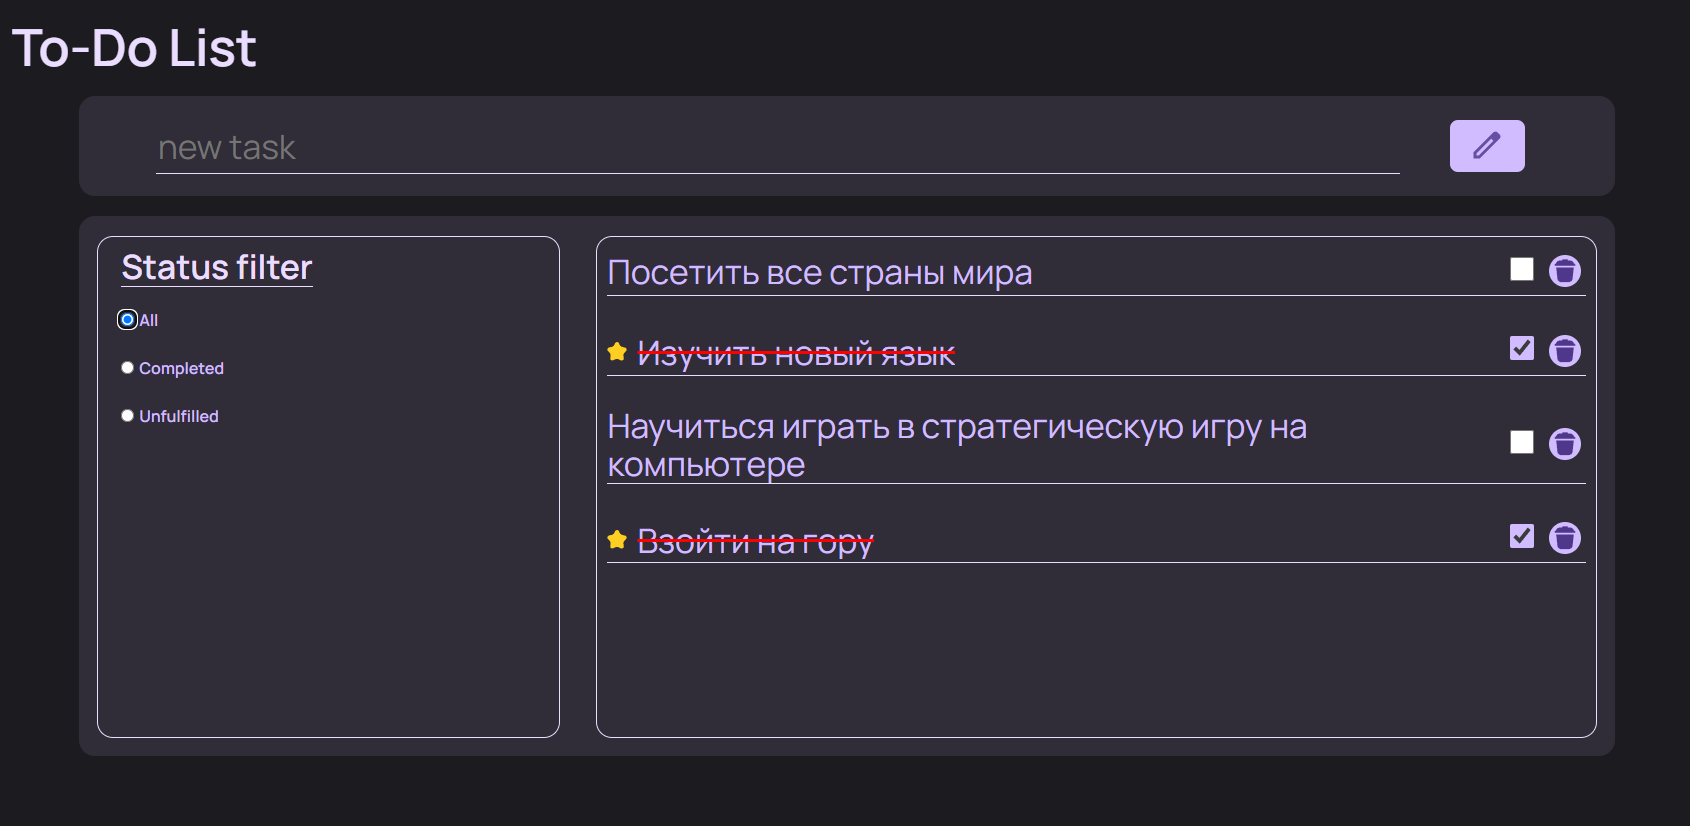 To-Do List
new task
Status filter
All
Completed
Unfulfilled
Посетить все страны мира
Изучить новый язык
Научиться играть в стратегическую игру на
компьютере
Взойти на гору